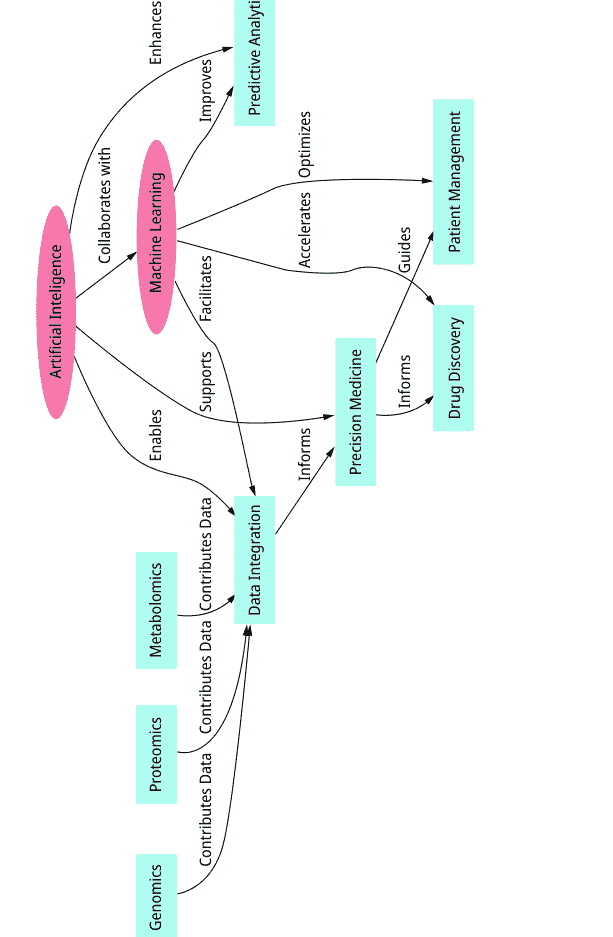 Artificial Inteligence
Collaborates with
Genomics
Proteomics
Metabolomics
Enables
Machine Learning
Enhances
Contributes Data
Contributes Data
Contributes Data
Supports
Facilitates
Improves
Data Integration
Predictive Analyti
Informs
Accelerates
Optimizes
Precision Medicine
Informs
Guides
Drug Discovery
Patient Management